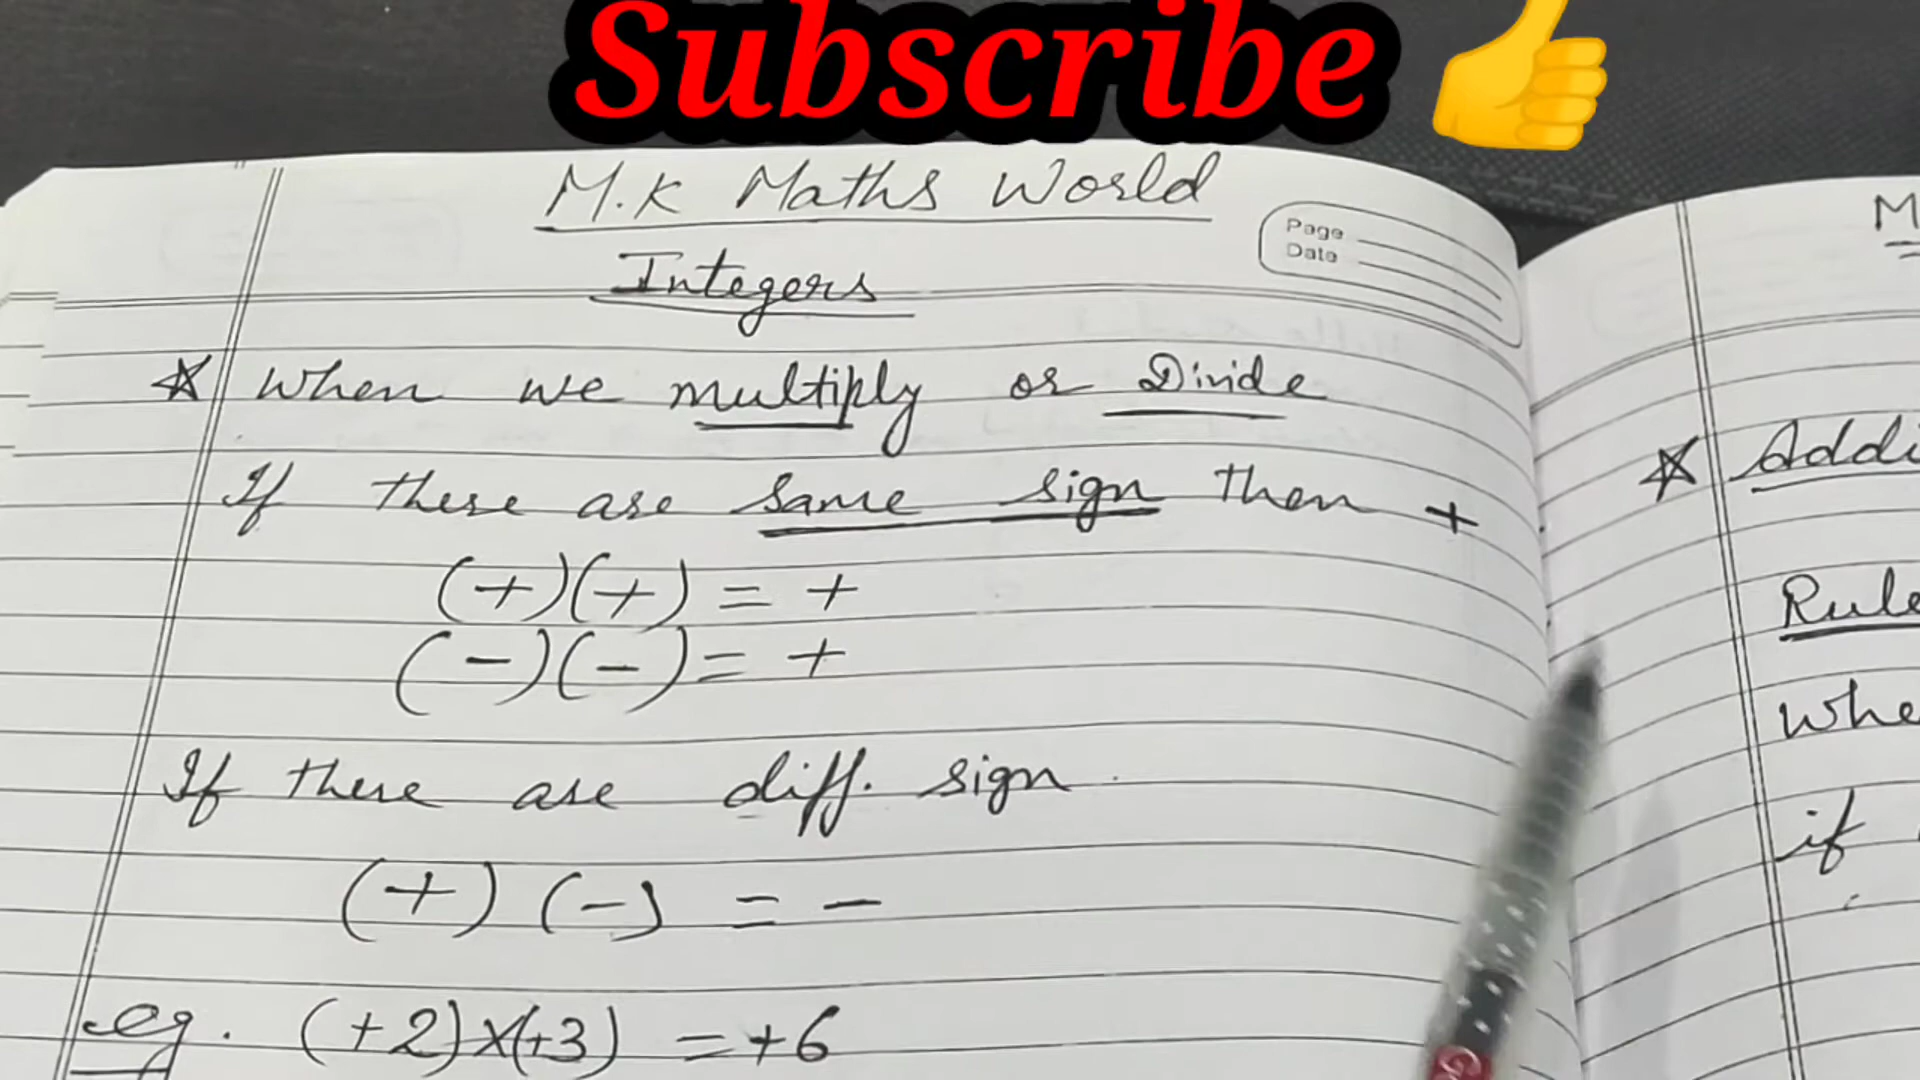 Subscribe
M.K Maths World
Integers
Page
Date
☆ When we multiply or Divide
If there are same sign then +
(+)(+) = +
(-)(-) = +
If there are diff. sign
(+) (-) = -
eg. (+2)×(+3) = +6
M
☆ Addi
Rule
Whe
if